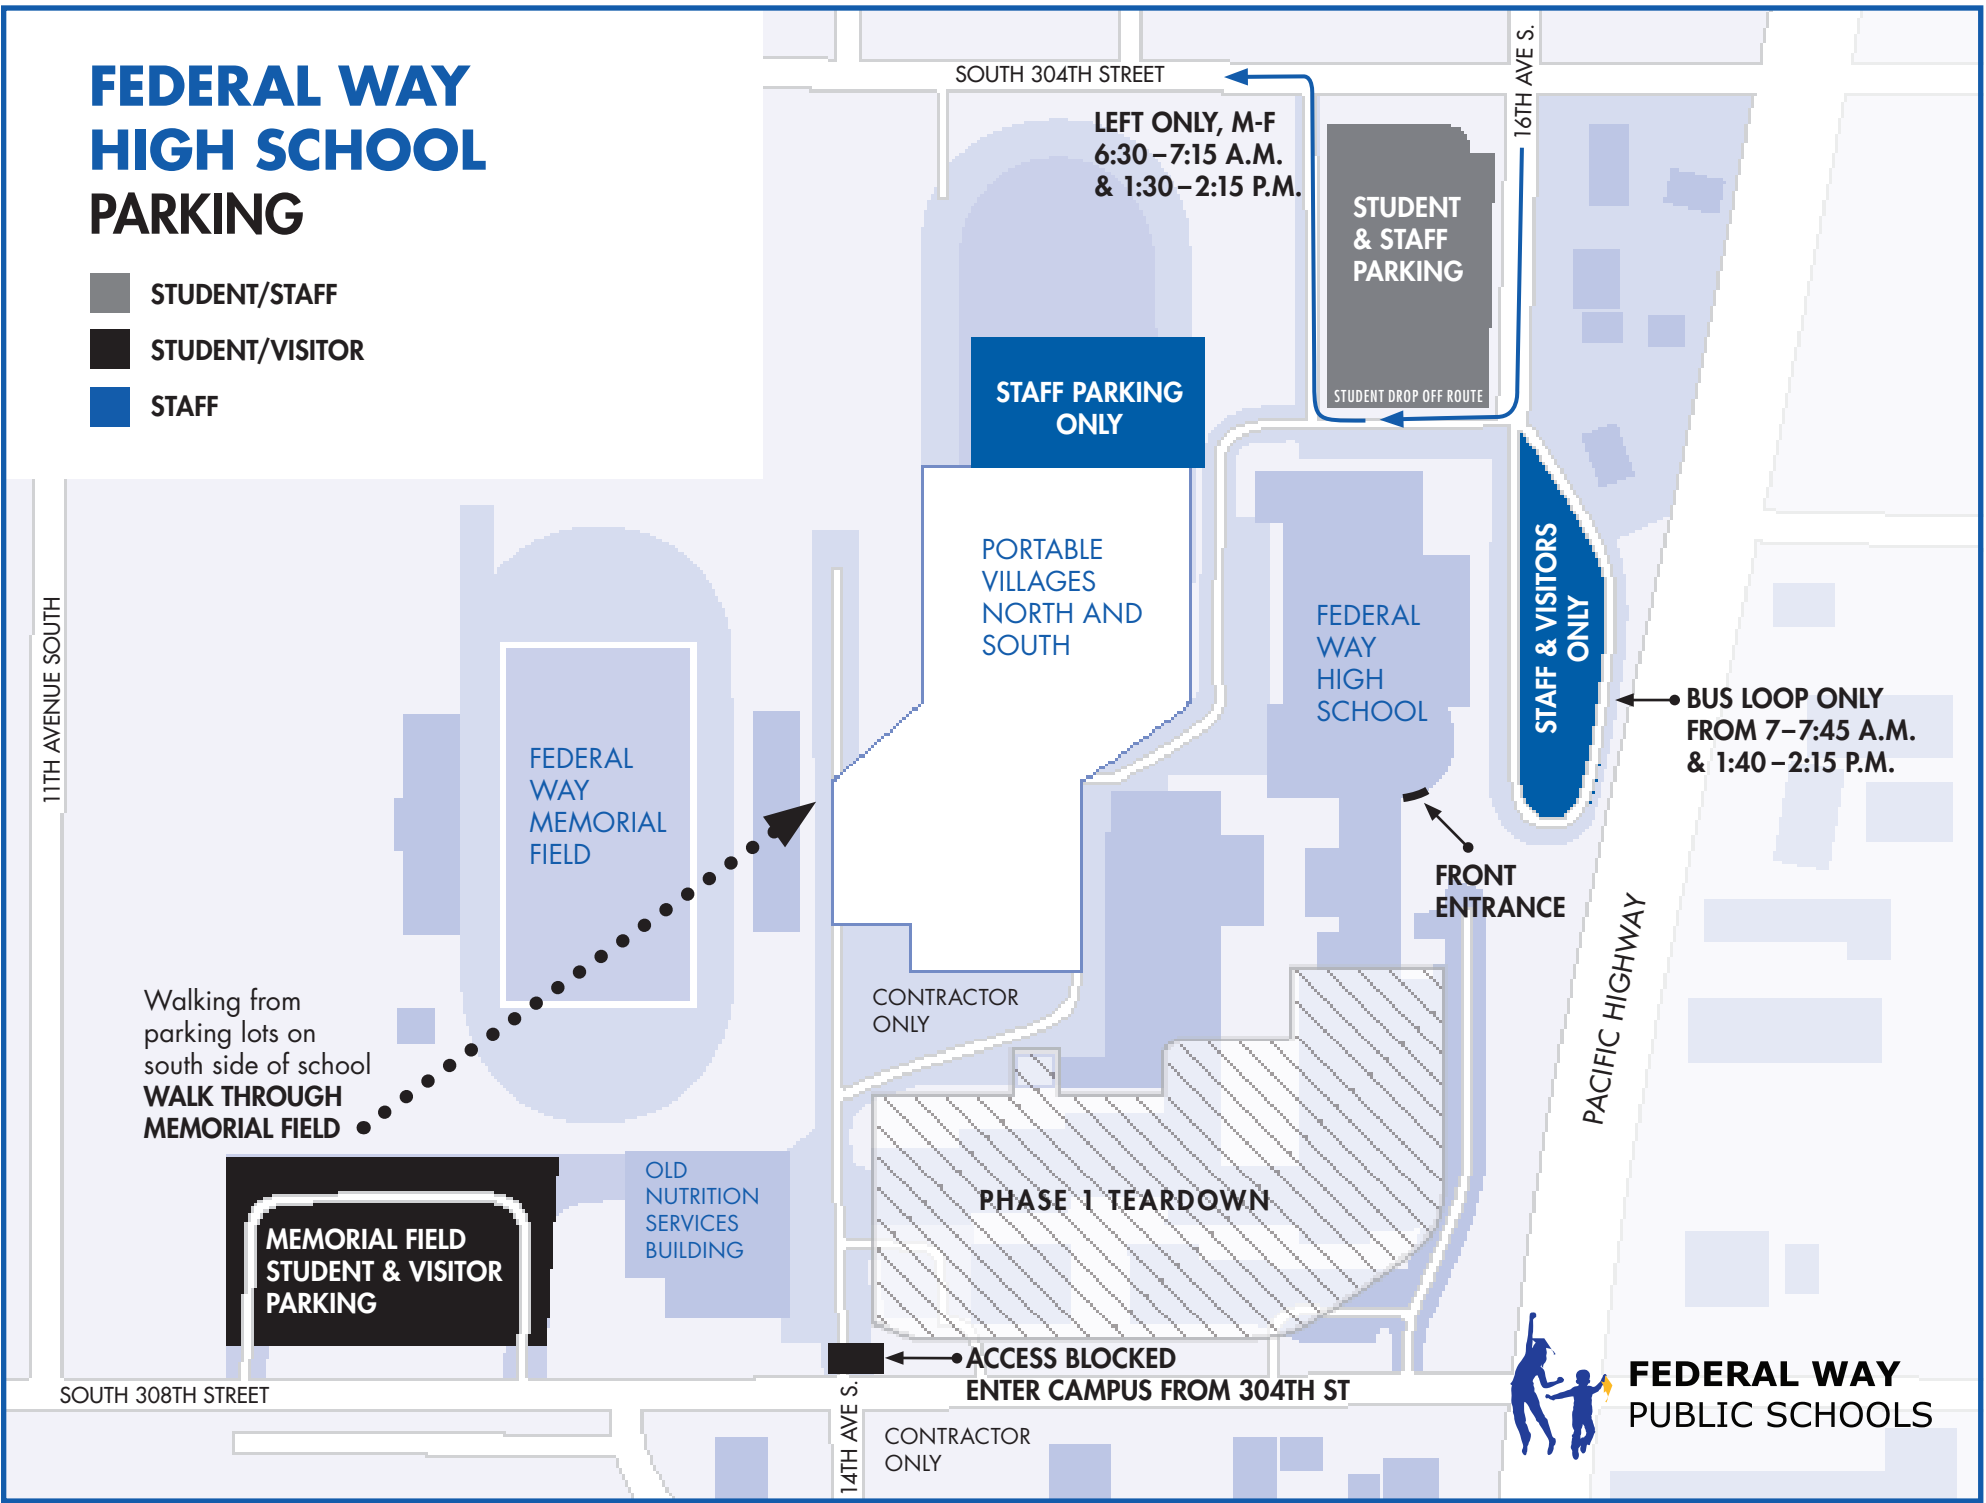 FEDERAL WAY
HIGH SCHOOL
PARKING
STUDENT/STAFF
STUDENT/VISITOR
STAFF
SOUTH 304TH STREET
16TH AVE S.
LEFT ONLY, M-F
6:30–7:15 A.M.
& 1:30–2:15 P.M.
STUDENT
& STAFF
PARKING
STUDENT DROP OFF ROUTE
STAFF PARKING
ONLY
PORTABLE
VILLAGES
NORTH AND
SOUTH
FEDERAL
WAY
HIGH
SCHOOL
STAFF & VISITORS
ONLY
BUS LOOP ONLY
FROM 7–7:45 A.M.
& 1:40–2:15 P.M.
11TH AVENUE SOUTH
FEDERAL
WAY
MEMORIAL
FIELD
FRONT
ENTRANCE
PACIFIC HIGHWAY
Walking from
parking lots on
south side of school
WALK THROUGH
MEMORIAL FIELD
CONTRACTOR
ONLY
OLD
NUTRITION
SERVICES
BUILDING
PHASE 1 TEARDOWN
MEMORIAL FIELD
STUDENT & VISITOR
PARKING
ACCESS BLOCKED
ENTER CAMPUS FROM 304TH ST
SOUTH 308TH STREET
14TH AVE S.
CONTRACTOR
ONLY
FEDERAL WAY
PUBLIC SCHOOLS